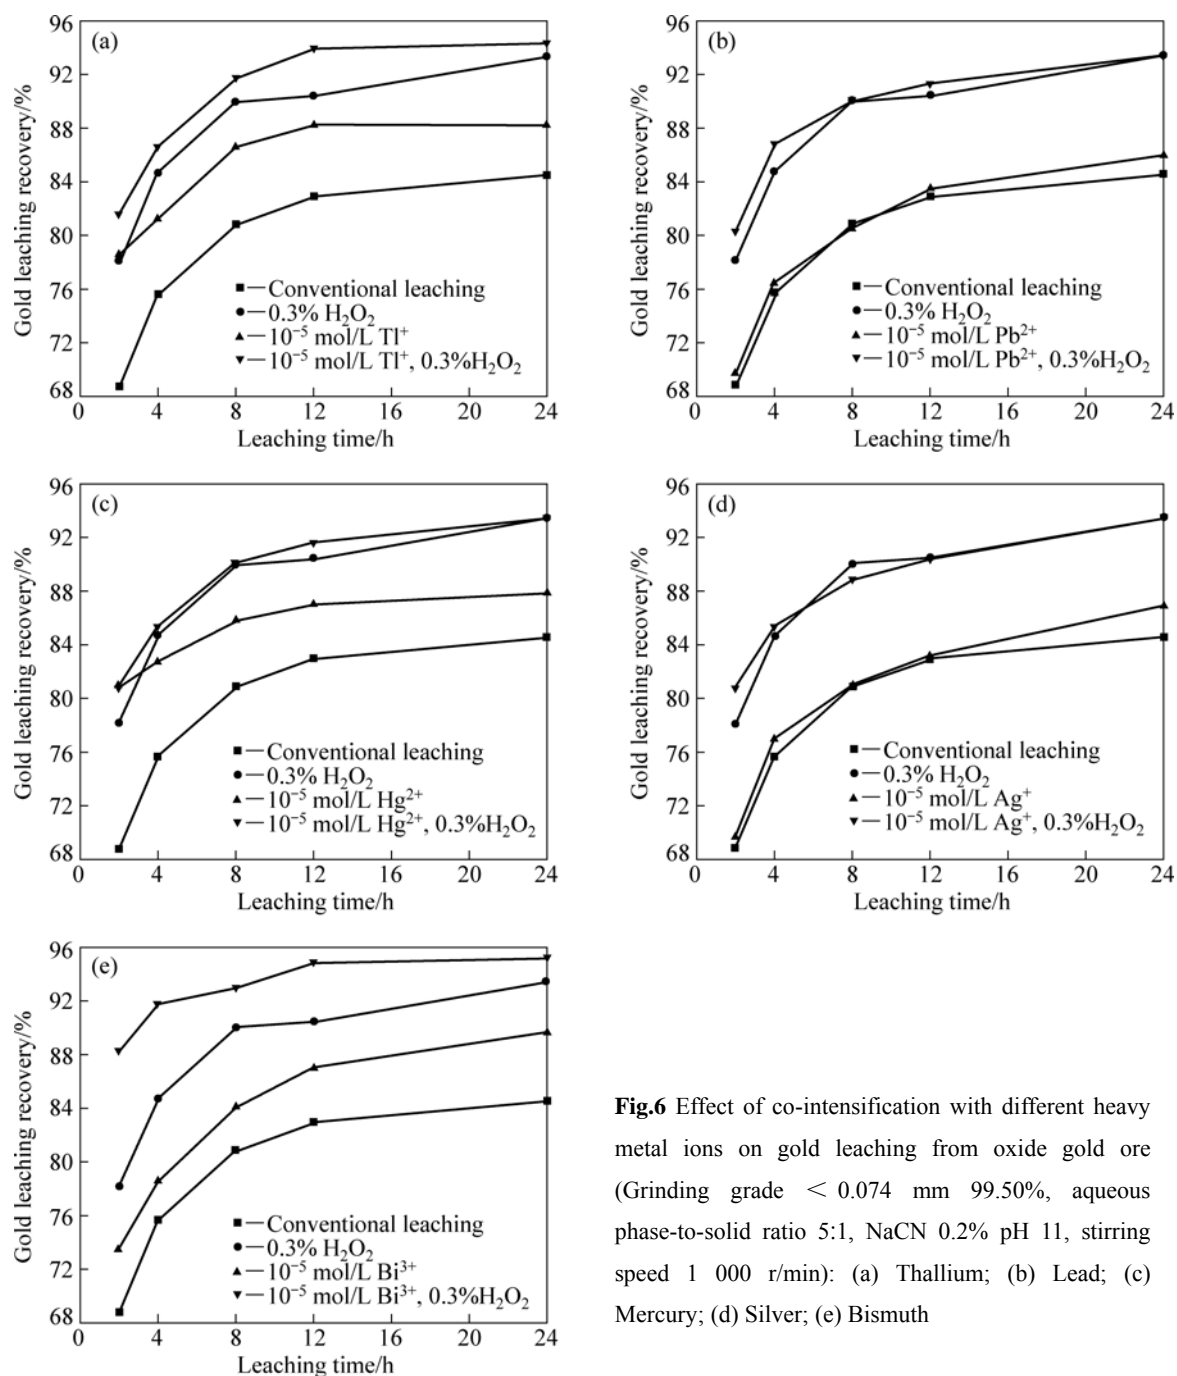 96
92
88
84
80
76
72
68
Gold leaching recovery/%
(a)
Conventional leaching
0.3% H₂O₂
10⁻⁵ mol/L Tl⁺
10⁻⁵ mol/L Tl⁺, 0.3%H₂O₂
0 4 8 12 16 20 24
Leaching time/h
96
92
88
84
80
76
72
68
Gold leaching recovery/%
(b)
Conventional leaching
0.3% H₂O₂
10⁻⁵ mol/L Pb²⁺
10⁻⁵ mol/L Pb²⁺, 0.3%H₂O₂
0 4 8 12 16 20 24
Leaching time/h
96
92
88
84
80
76
72
68
Gold leaching recovery/%
(c)
Conventional leaching
0.3% H₂O₂
10⁻⁵ mol/L Hg²⁺
10⁻⁵ mol/L Hg²⁺, 0.3%H₂O₂
0 4 8 12 16 20 24
Leaching time/h
96
92
88
84
80
76
72
68
Gold leaching recovery/%
(d)
Conventional leaching
0.3% H₂O₂
10⁻⁵ mol/L Ag⁺
10⁻⁵ mol/L Ag⁺, 0.3%H₂O₂
0 4 8 12 16 20 24
Leaching time/h
96
92
88
84
80
76
72
68
Gold leaching recovery/%
(e)
Conventional leaching
0.3% H₂O₂
10⁻⁵ mol/L Bi³⁺
10⁻⁵ mol/L Bi³⁺, 0.3%H₂O₂
0 4 8 12 16 20 24
Leaching time/h
Fig.6 Effect of co-intensification with different heavy
metal ions on gold leaching from oxide gold ore
(Grinding grade ＜0.074 mm 99.50%, aqueous
phase-to-solid ratio 5:1, NaCN 0.2% pH 11, stirring
speed 1 000 r/min): (a) Thallium; (b) Lead; (c)
Mercury; (d) Silver; (e) Bismuth